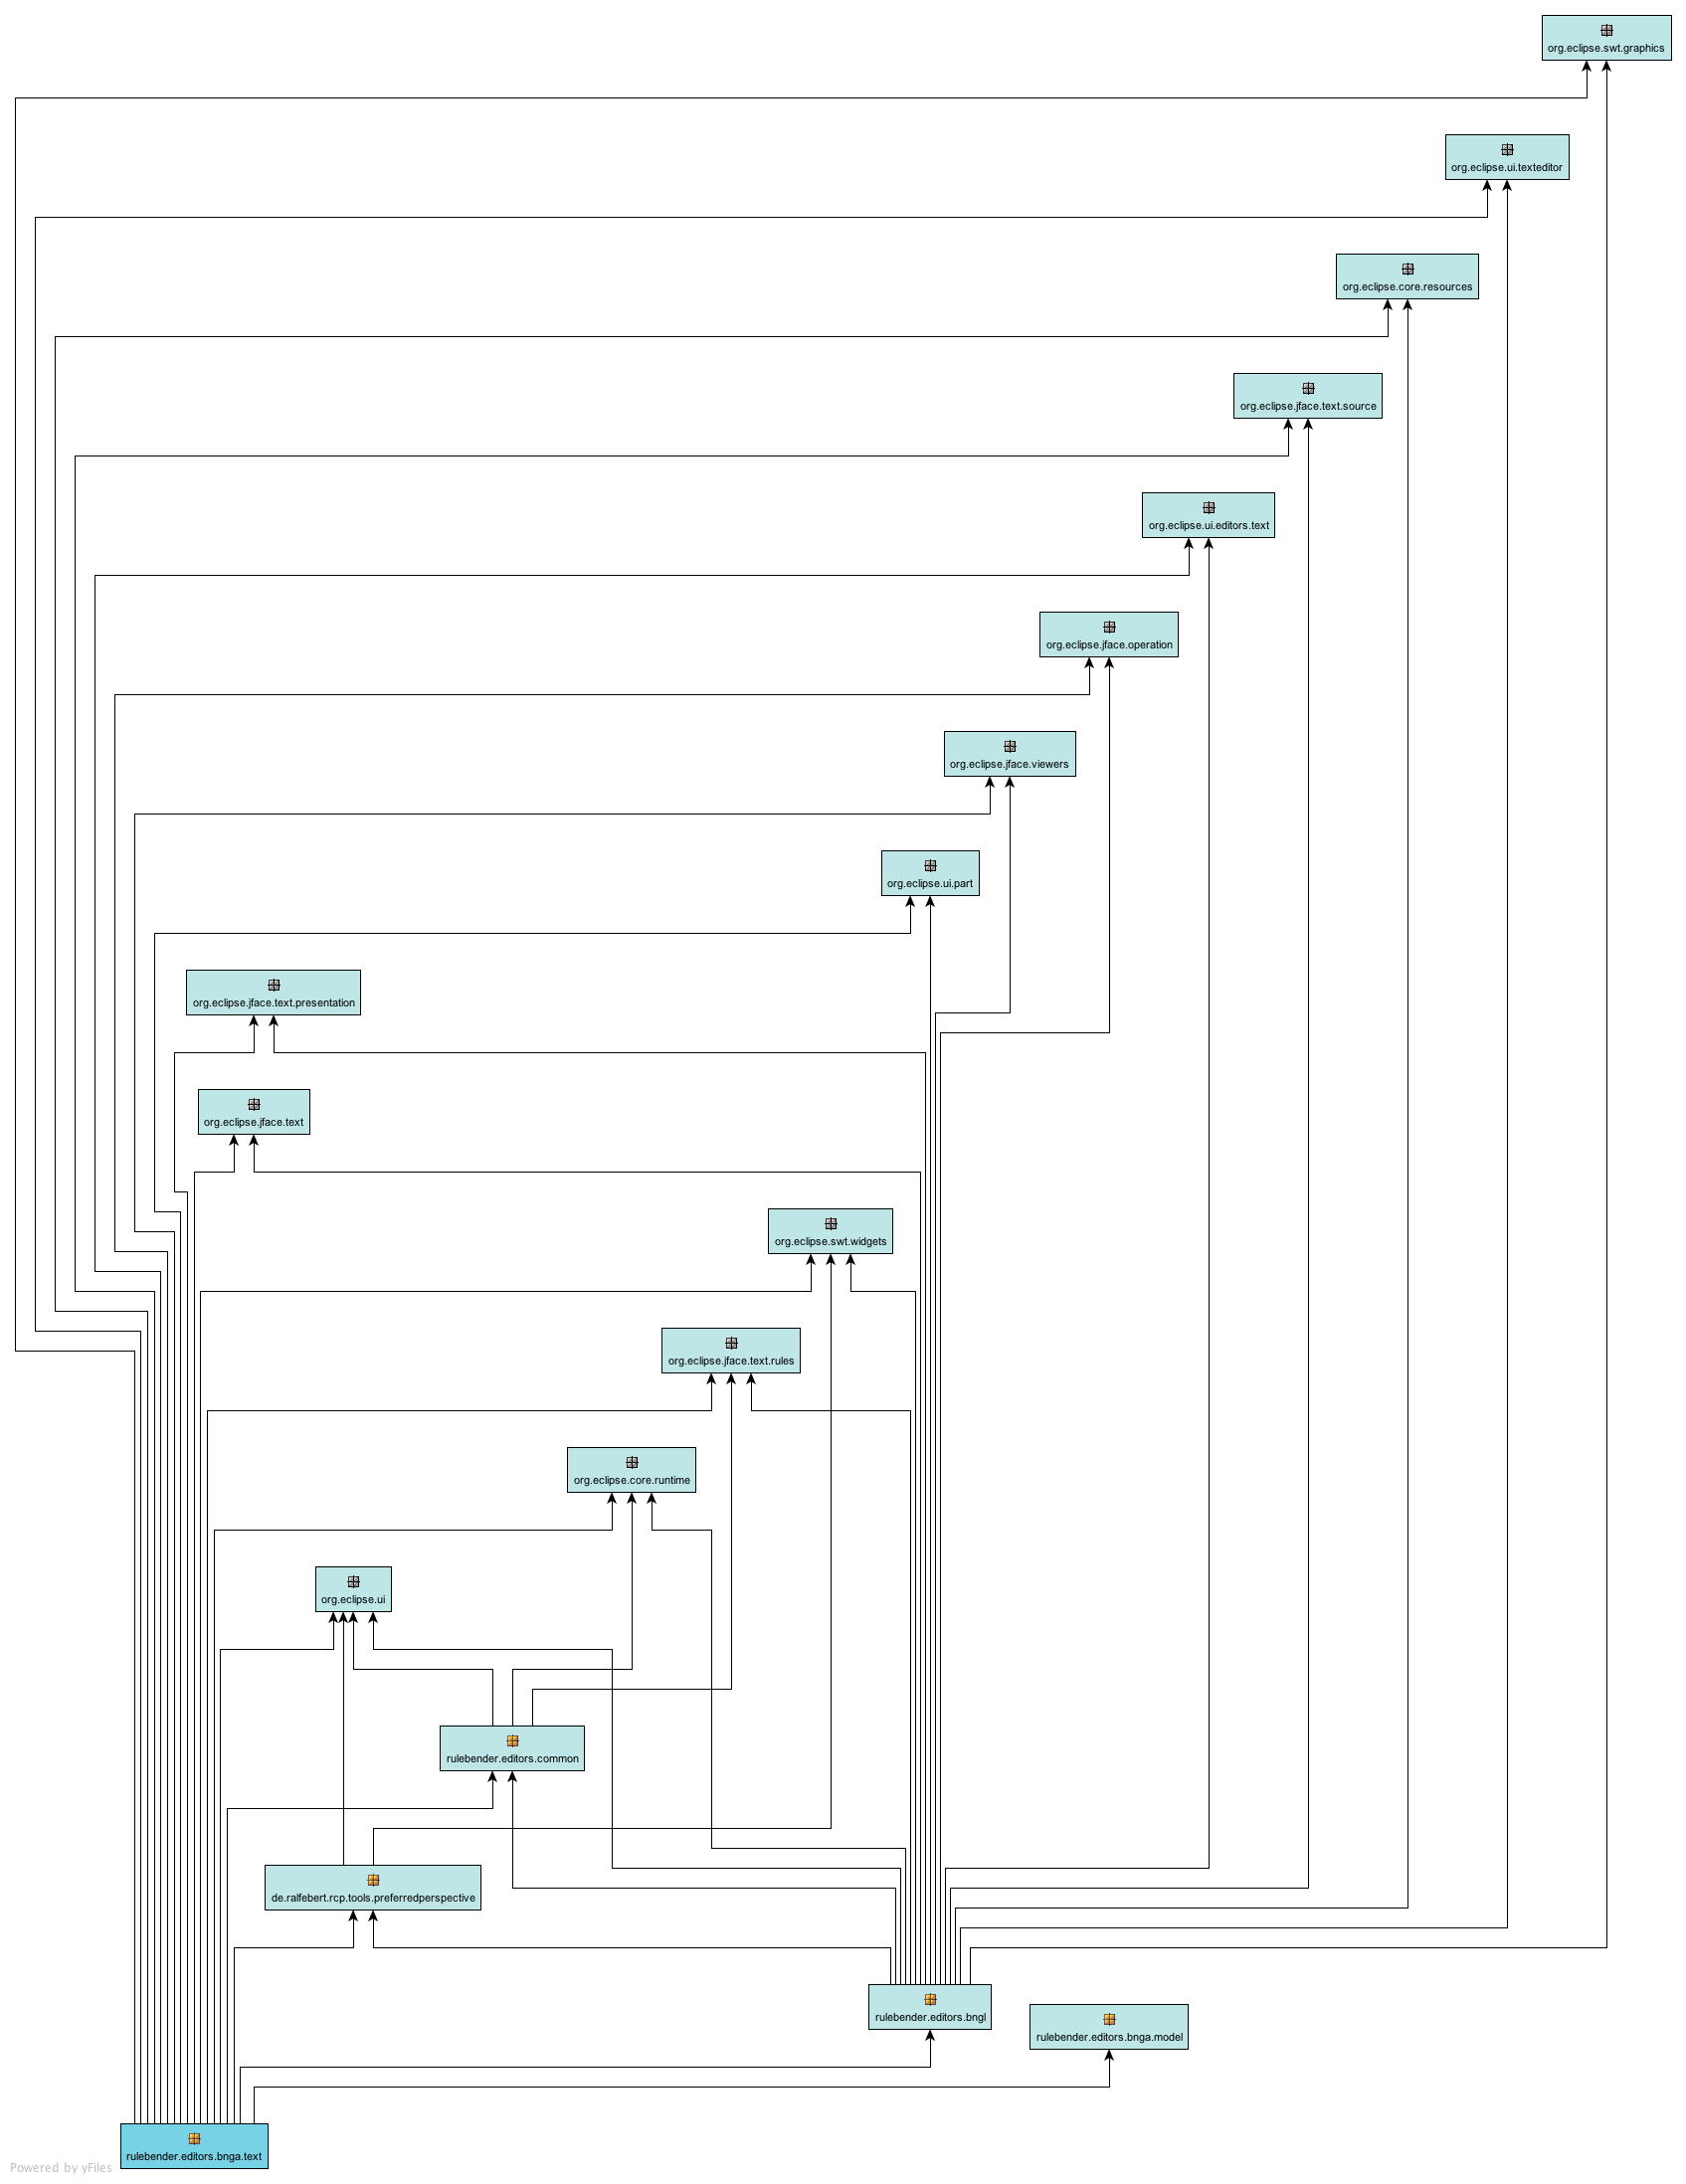 org.eclipse.swt.graphics
org.eclipse.ui.texteditor
org.eclipse.core.resources
org.eclipse.jface.text.source
org.eclipse.ui.editors.text
org.eclipse.jface.operation
org.eclipse.jface.viewers
org.eclipse.ui.part
org.eclipse.jface.text.presentation
org.eclipse.jface.text
org.eclipse.swt.widgets
org.eclipse.jface.text.rules
org.eclipse.core.runtime
org.eclipse.ui
rulebender.editors.common
de.ralfebert.rcp.tools.preferredperspective
rulebender.editors.bngl
rulebender.editors.bnga.model
rulebender.editors.bnga.text
Powered by yFiles